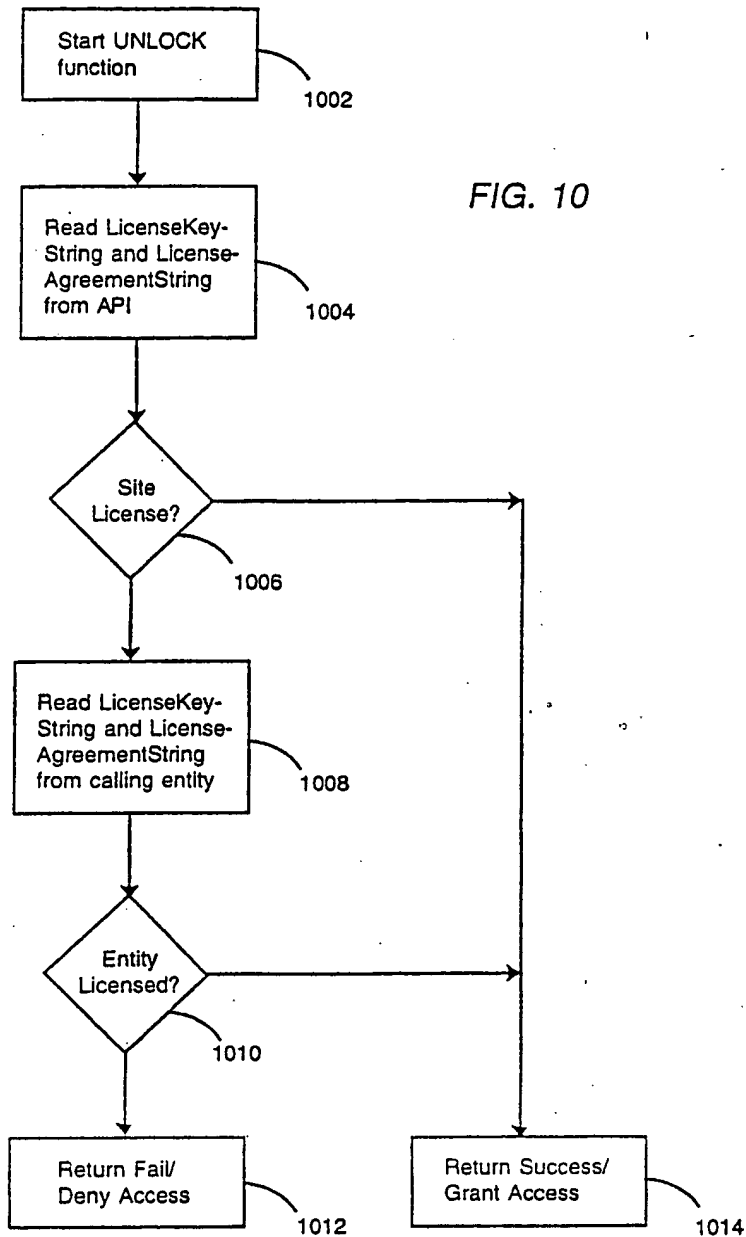 Start UNLOCK
function
1002
FIG. 10
Read LicenseKey-
String and License-
AgreementString
from API
1004
Site
License?
1006
Read LicenseKey-
String and License-
AgreementString
from calling entity
1008
Entity
Licensed?
1010
Return Fail/
Deny Access
1012
Return Success/
Grant Access
1014